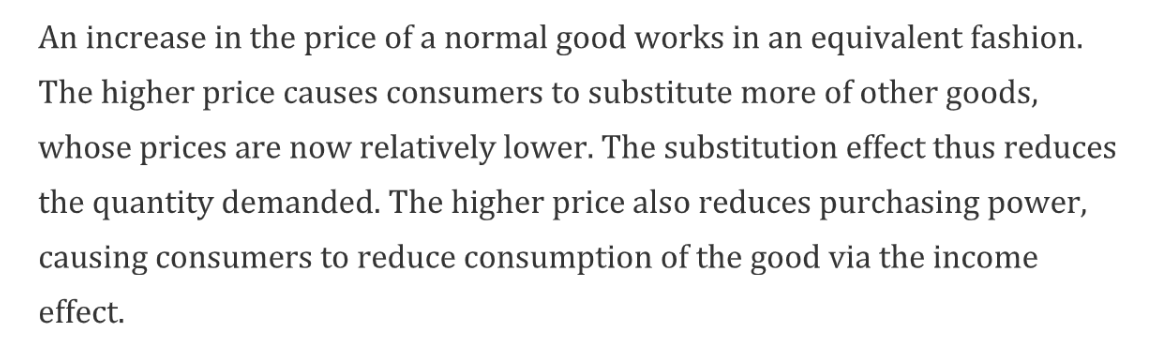 An increase in the price of a normal good works in an equivalent fashion.
The higher price causes consumers to substitute more of other goods,
whose prices are now relatively lower. The substitution effect thus reduces
the quantity demanded. The higher price also reduces purchasing power,
causing consumers to reduce consumption of the good via the income
effect.